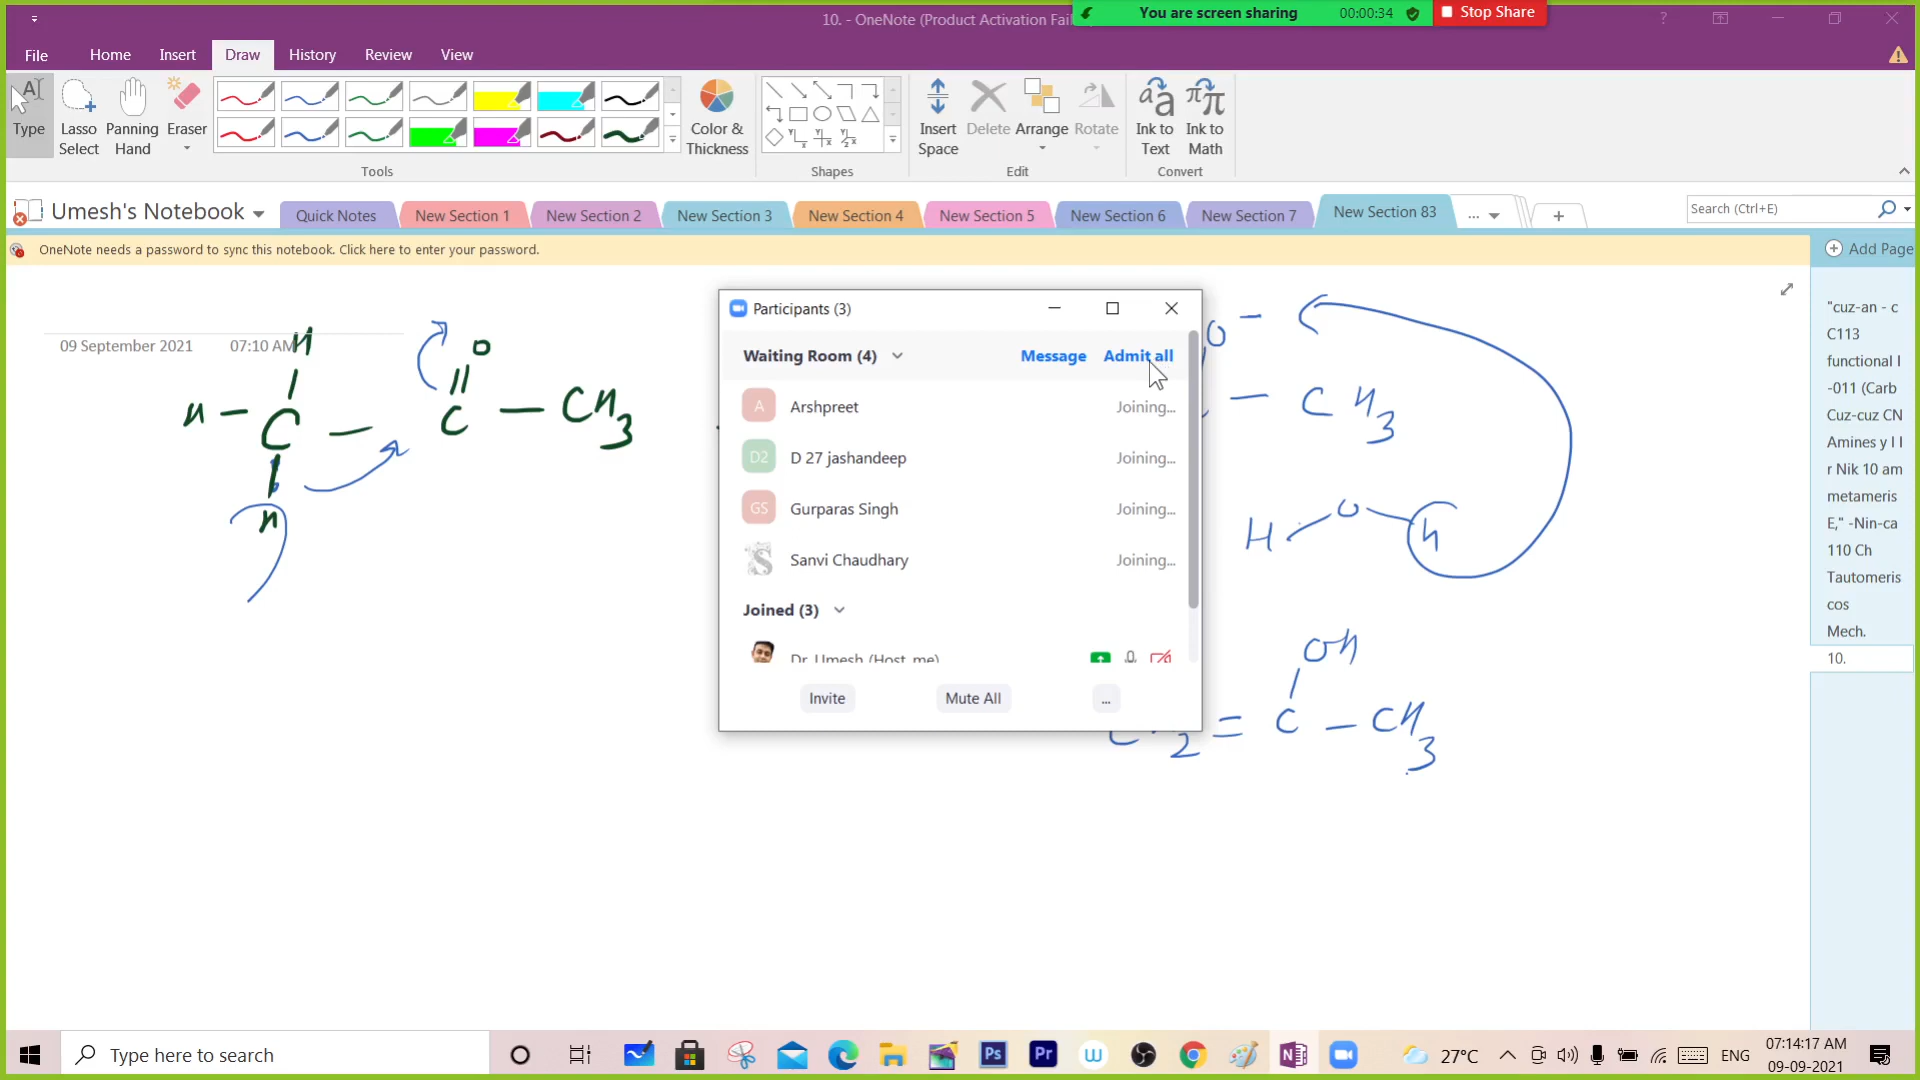 10. - OneNote (Product Activation Fai
You are screen sharing 00:00:34 Stop Share
File Home Insert Draw History Review View
Type
Lasso Select
Panning Hand
Eraser
Color & Thickness
Insert Space
Delete
Arrange
Rotate
Ink to Text
Ink to Math
Tools Shapes Edit Convert
Umesh's Notebook
Quick Notes New Section 1 New Section 2 New Section 3 New Section 4 New Section 5 New Section 6 New Section 7 New Section 83 ...
Search (Ctrl+E)
OneNote needs a password to sync this notebook. Click here to enter your password.
Add Page
09 September 2021 07:10 AM
H
O
H - C - C - CH3
H
Participants (3)
Waiting Room (4) Message Admit all
A Arshpreet Joining...
D2 D 27 jashandeep Joining...
GS Gurparas Singh Joining...
S Sanvi Chaudhary Joining...
Joined (3)
Dr. Umesh (Host, me)
Invite Mute All ...
O -
- CH3
H O H
OH
2 = C - CH3
"cuz-an - c
C113
functional I
-011 (Carb
Cuz-cuz CN
Amines y I I
r Nik 10 am
metameris
E," -Nin-ca
110 Ch
Tautomeris
cos
Mech.
10.
Type here to search
27°C ENG 07:14:17 AM
09-09-2021